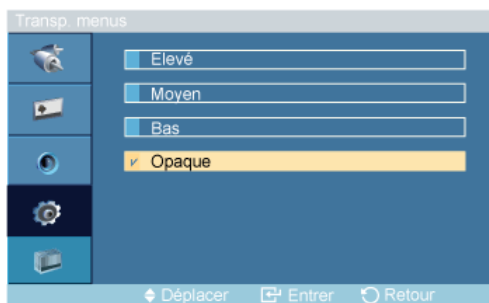 Transp. menus
Elevé
Moyen
Bas
Opaque
Déplacer Entrer Retour